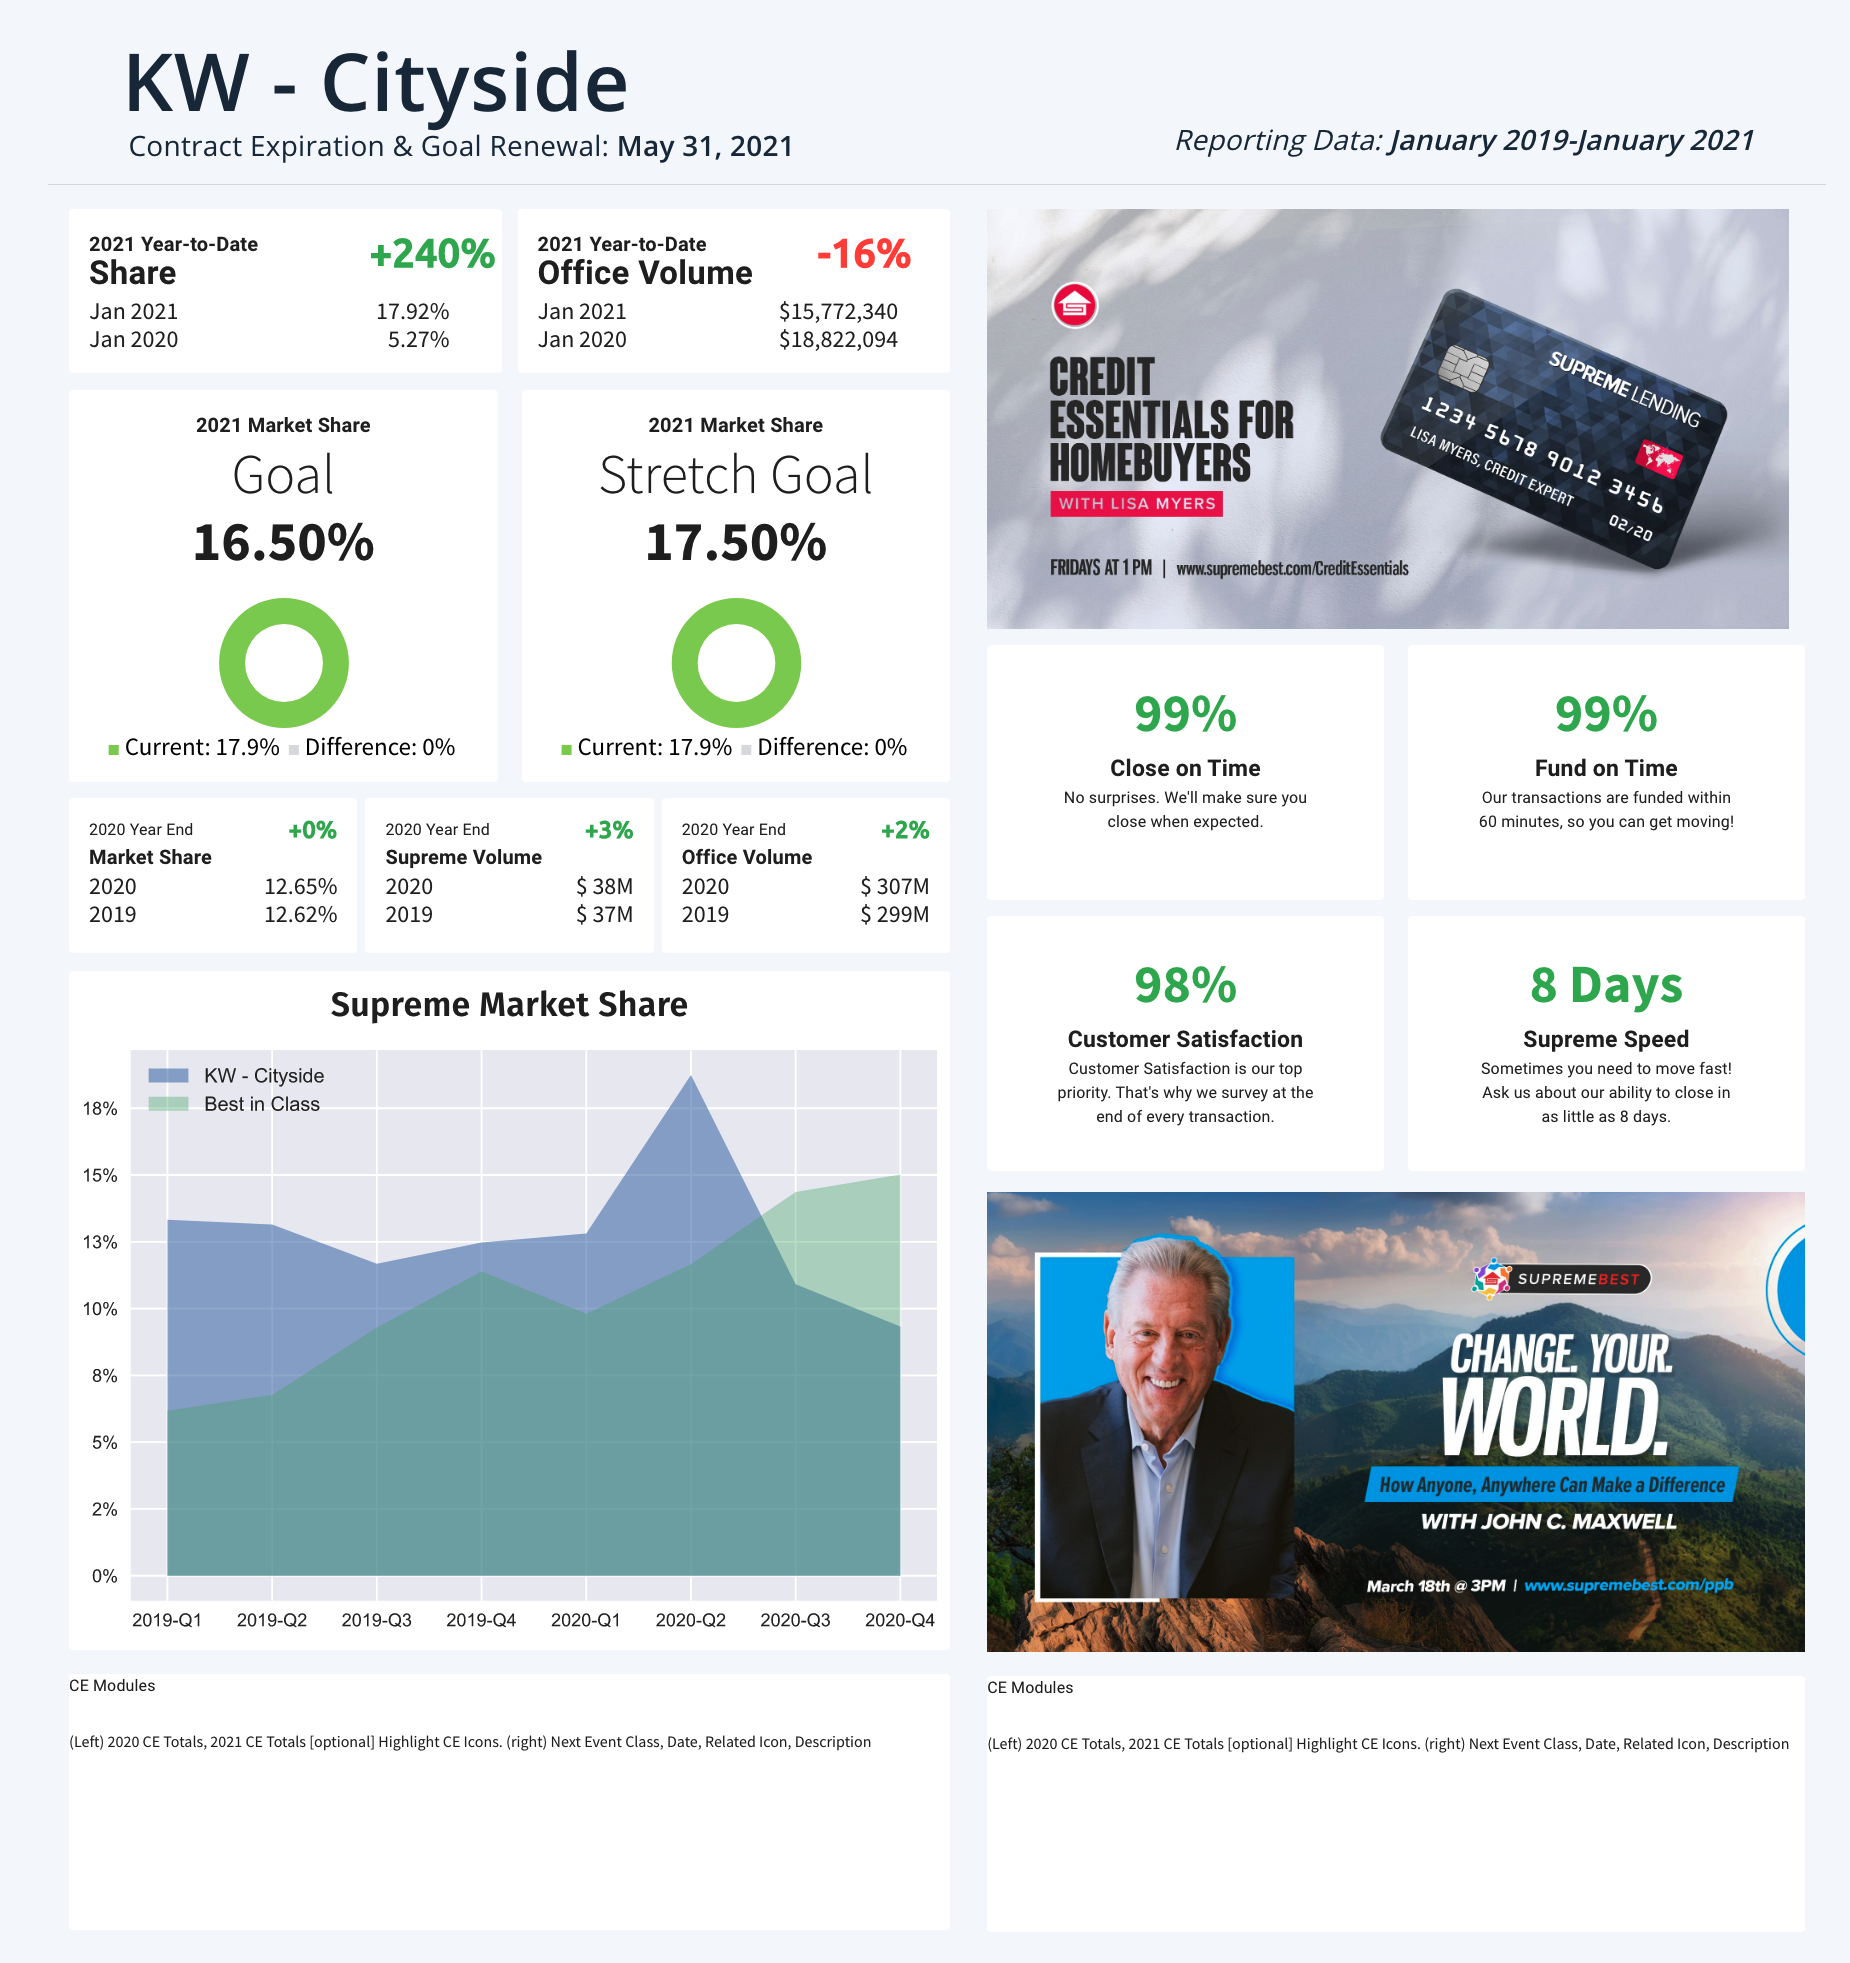 KW - Cityside
Contract Expiration & Goal Renewal: May 31, 2021
Reporting Data: January 2019-January 2021
2021 Year-to-Date
Share
+240%
Jan 2021 17.92%
Jan 2020 5.27%
2021 Year-to-Date
Office Volume
-16%
Jan 2021 $15,772,340
Jan 2020 $18,822,094
2021 Market Share
Goal
16.50%
Current: 17.9% Difference: 0%
2021 Market Share
Stretch Goal
17.50%
Current: 17.9% Difference: 0%
2020 Year End +0%
Market Share
2020 12.65%
2019 12.62%
2020 Year End +3%
Supreme Volume
2020 $ 38M
2019 $ 37M
2020 Year End +2%
Office Volume
2020 $ 307M
2019 $ 299M
Supreme Market Share
KW - Cityside
Best in Class
18%
15%
13%
10%
8%
5%
2%
0%
2019-Q1 2019-Q2 2019-Q3 2019-Q4 2020-Q1 2020-Q2 2020-Q3 2020-Q4
CE Modules
(Left) 2020 CE Totals, 2021 CE Totals [optional] Highlight CE Icons. (right) Next Event Class, Date, Related Icon, Description
CREDIT
ESSENTIALS FOR
HOMEBUYERS
WITH LISA MYERS
FRIDAYS AT 1 PM | www.supremebest.com/CreditEssentials
SUPREME LENDING
1234 5678 9012 3456
LISA MYERS, CREDIT EXPERT
02/20
99%
Close on Time
No surprises. We'll make sure you
close when expected.
99%
Fund on Time
Our transactions are funded within
60 minutes, so you can get moving!
98%
Customer Satisfaction
Customer Satisfaction is our top
priority. That's why we survey at the
end of every transaction.
8 Days
Supreme Speed
Sometimes you need to move fast!
Ask us about our ability to close in
as little as 8 days.
SUPREMEBEST
CHANGE. YOUR.
WORLD.
How Anyone, Anywhere Can Make a Difference
WITH JOHN C. MAXWELL
March 18th @ 3PM | www.supremebest.com/ppb
CE Modules
(Left) 2020 CE Totals, 2021 CE Totals [optional] Highlight CE Icons. (right) Next Event Class, Date, Related Icon, Description